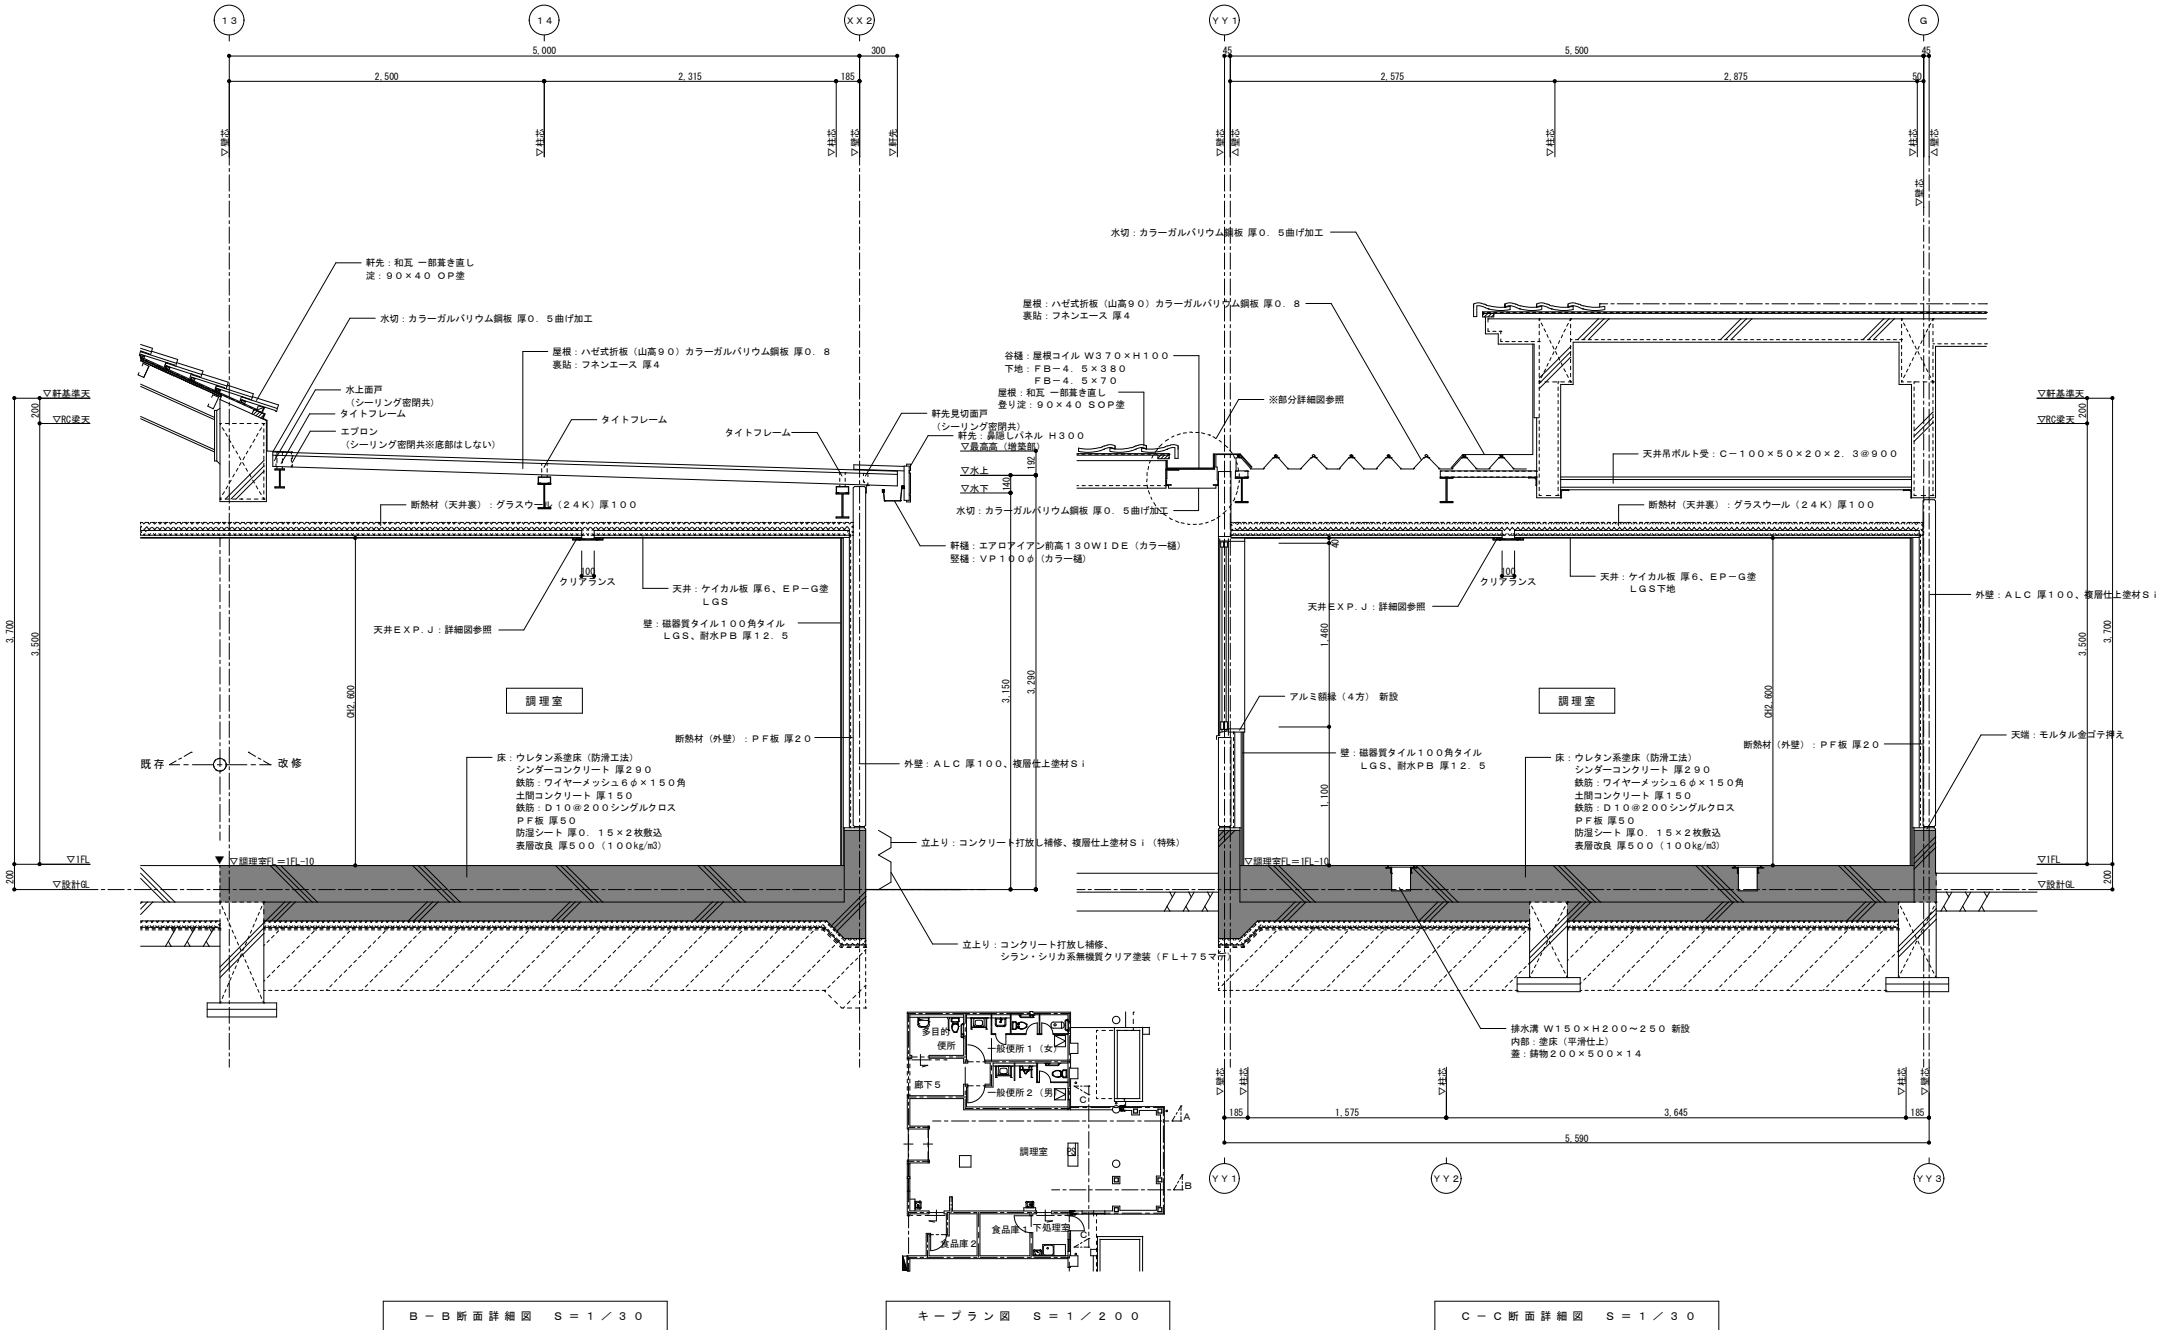 13
14
XX2
5,000
300
2,500
2,315
185
▽壁芯
▽柱芯
▽柱芯
▽壁芯
▽軒先
軒先：和瓦 一部葺き直し
淀：90×40 OP塗
水切：カラーガルバリウム鋼板 厚0．5曲げ加工
屋根：ハゼ式折板（山高90）カラーガルバリウム鋼板 厚0．8
裏貼：フネンエース 厚4
水上面戸
（シーリング密閉共）
タイトフレーム
エプロン
（シーリング密閉共※底部はしない）
タイトフレーム
タイトフレーム
軒先見切面戸
（シーリング密閉共）
軒先：鼻隠しパネル H300
▽最高高（増築部）
▽水上
▽水下
192
140
▽軒基準天
200
▽RC梁天
断熱材（天井裏）：グラスウール（24K）厚100
軒樋：エアロアイアン前高130WIDE（カラー樋）
竪樋：VP100φ（カラー樋）
100
クリアランス
天井：ケイカル板 厚6、EP－G塗
LGS
天井EXP.J：詳細図参照
壁：磁器質タイル100角タイル
LGS、耐水PB 厚12．5
3,700
3,500
CH2,600
3,150
3,290
調理室
断熱材（外壁）：PF板 厚20
既存
改修
床：ウレタン系塗床（防滑工法）
シンダーコンクリート 厚290
鉄筋：ワイヤーメッシュ6φ×150角
土間コンクリート 厚150
鉄筋：D10@200シングルクロス
PF板 厚50
防湿シート 厚0．15×2枚敷込
表層改良 厚500（100kg/m3）
外壁：ALC 厚100、複層仕上塗材Si
立上り：コンクリート打放し補修、複層仕上塗材Si（特殊）
▽1FL
▽調理室FL=1FL-10
200
▽設計GL
立上り：コンクリート打放し補修、
シラン・シリカ系無機質クリア塗装（FL＋75マデ）
B－B断面詳細図　S＝1／30
多目的
便所
一般便所1（女）
廊下5
一般便所2（男）
C
A
調理室
PS
B
食品庫1
下処理室
食品庫2
C
キープラン図　S＝1／200
YY1
G
45
5,500
45
2,575
2,875
50
▽壁芯
△壁芯
▽柱芯
▽柱芯
△壁芯
▽壁芯
水切：カラーガルバリウム鋼板 厚0．5曲げ加工
屋根：ハゼ式折板（山高90）カラーガルバリウム鋼板 厚0．8
裏貼：フネンエース 厚4
谷樋：屋根コイル W370×H100
下地：FB－4．5×380
FB－4．5×70
屋根：和瓦 一部葺き直し
登り淀：90×40 SOP塗
※部分詳細図参照
水切：カラーガルバリウム鋼板 厚0．5曲げ加工
天井吊ボルト受：C－100×50×20×2．3@900
断熱材（天井裏）：グラスウール（24K）厚100
▽軒基準天
200
▽RC梁天
40
100
クリアランス
天井：ケイカル板 厚6、EP－G塗
LGS下地
天井EXP.J：詳細図参照
外壁：ALC 厚100、複層仕上塗材Si
1,460
3,500
3,700
CH2,600
アルミ額縁（4方） 新設
調理室
壁：磁器質タイル100角タイル
LGS、耐水PB 厚12．5
断熱材（外壁）：PF板 厚20
天端：モルタル金ゴテ押え
1,100
床：ウレタン系塗床（防滑工法）
シンダーコンクリート 厚290
鉄筋：ワイヤーメッシュ6φ×150角
土間コンクリート 厚150
鉄筋：D10@200シングルクロス
PF板 厚50
防湿シート 厚0．15×2枚敷込
表層改良 厚500（100kg/m3）
▽調理室FL=1FL-10
▽1FL
200
▽設計GL
排水溝 W150×H200～250 新設
内部：塗床（平滑仕上）
蓋：鋳物200×500×14
▽壁芯
▽柱芯
▽柱芯
▽柱芯
▽壁芯
185
1,575
3,645
185
5,590
YY1
YY2
YY3
C－C断面詳細図　S＝1／30